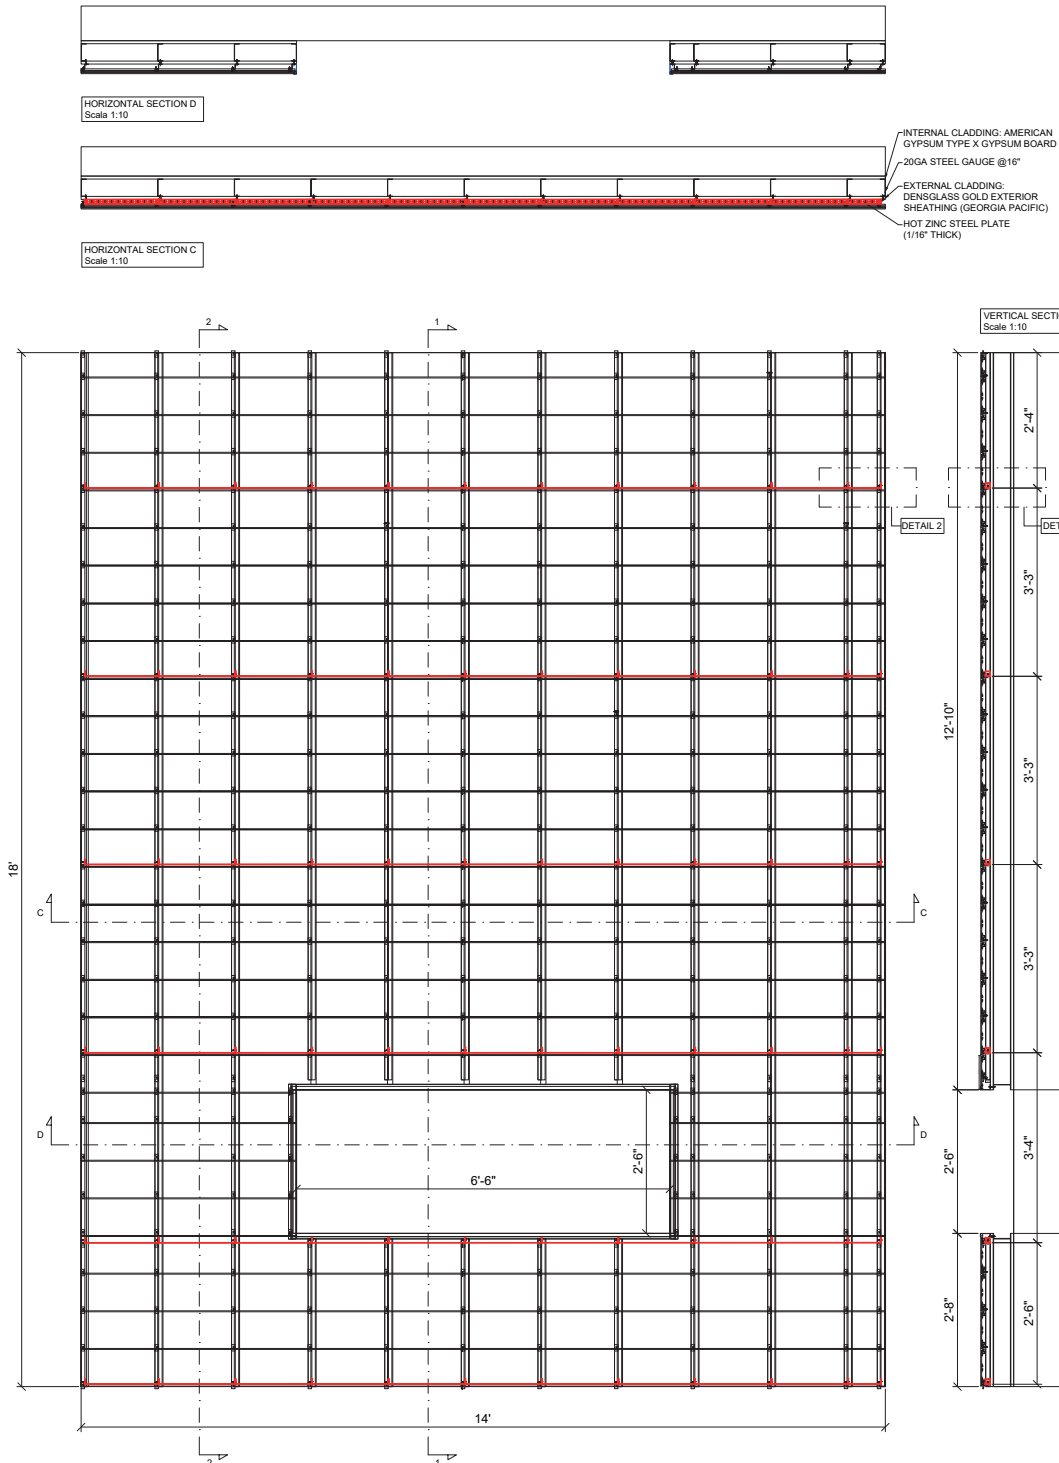 HORIZONTAL SECTION D
Scala 1:10
INTERNAL CLADDING: AMERICAN
GYPSUM TYPE X GYPSUM BOARD
20GA STEEL GAUGE @16"
EXTERNAL CLADDING:
DENSGLASS GOLD EXTERIOR
SHEATHING (GEORGIA PACIFIC)
HOT ZINC STEEL PLATE
(1/16" THICK)
HORIZONTAL SECTION C
Scale 1:10
VERTICAL SECTI
Scale 1:10
2
1
2'-4"
DETAIL 2
DET
3'-3"
12'-10"
3'-3"
18'
C
C
3'-3"
D
D
2'-6"
6'-6"
2'-6"
3'-4"
2'-8"
2'-6"
14'
2
1